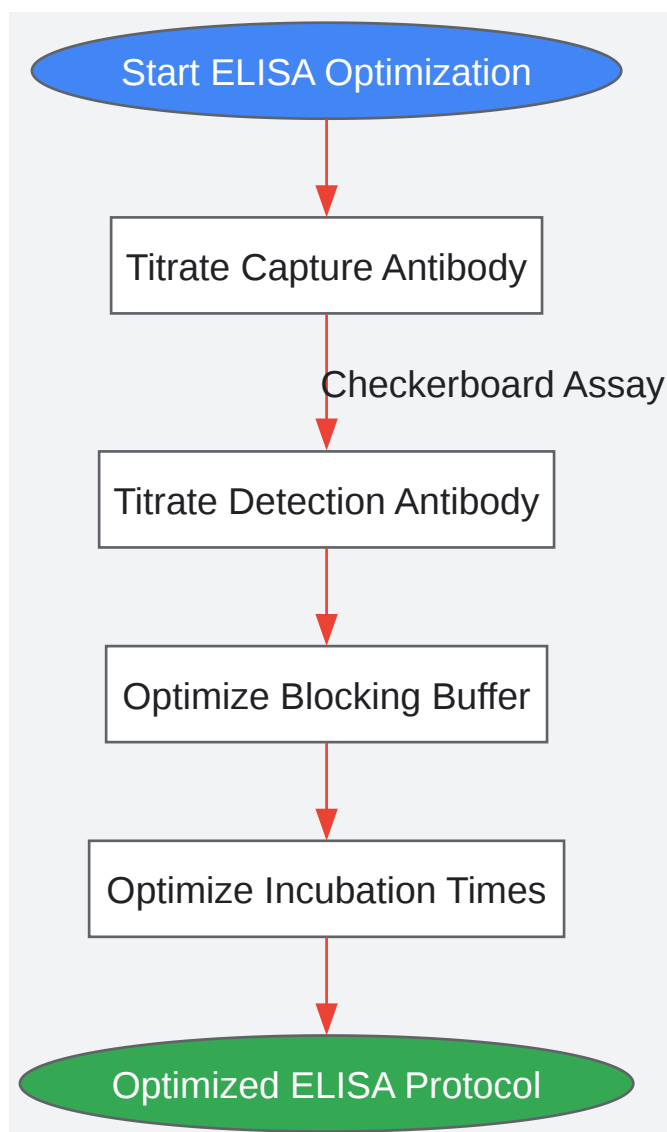 Start ELISA Optimization
Titrate Capture Antibody
Checkerboard Assay
Titrate Detection Antibody
Optimize Blocking Buffer
Optimize Incubation Times
Optimized ELISA Protocol